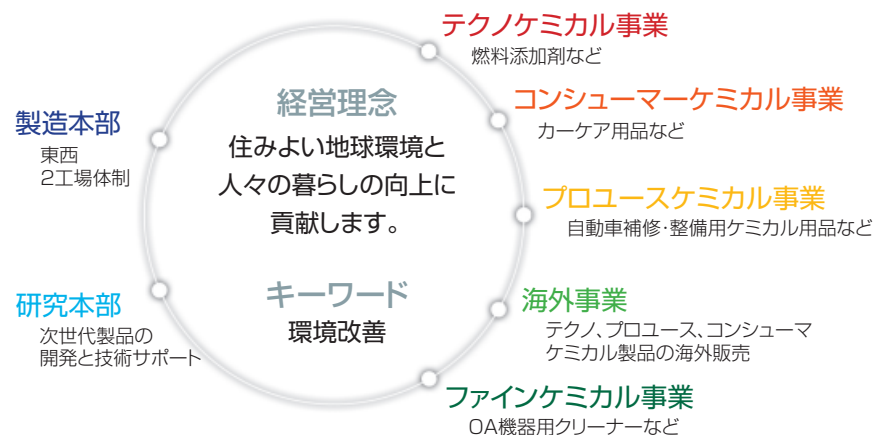 テクノケミカル事業
燃料添加剤など
コンシューマーケミカル事業
カーケア用品など
プロユースケミカル事業
自動車補修・整備用ケミカル用品など
海外事業
テクノ、プロユース、コンシューマ
ケミカル製品の海外販売
ファインケミカル事業
OA機器用クリーナーなど
製造本部
東西
2工場体制
研究本部
次世代製品の
開発と技術サポート
経営理念
住みよい地球環境と
人々の暮らしの向上に
貢献します。
キーワード
環境改善